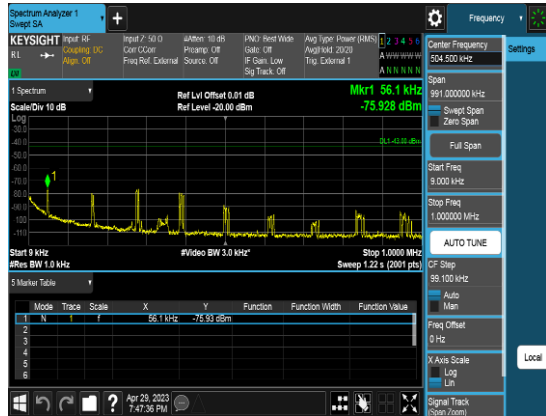 Spectrum Analyzer 1
Swept SA
+
Frequency
KEYSIGHT Input: RF
RL
Coupling: DC
Align: Off
Input Z: 50 Ω
Corr CCorr
Freq Ref: External
#Atten: 10 dB
Preamp: Off
Source: Off
PNO: Best Wide
Gate: Off
IF Gain: Low
Sig Track: Off
Avg Type: Power (RMS)
Avg|Hold: 20/20
Trig: External 1
1 2 3 4 5 6
A W W W W W
A N N N N N
LXI
1 Spectrum
Scale/Div 10 dB
Ref Lvl Offset 0.01 dB
Ref Level -20.00 dBm
Mkr1 56.1 kHz
-75.928 dBm
Log
-30.0
-40.0
-50.0
-60.0
-70.0
-80.0
-90.0
-100
-110
1
DL1 -43.00 dBm
Start 9 kHz
#Res BW 1.0 kHz
#Video BW 3.0 kHz*
Stop 1.0000 MHz
Sweep 1.22 s (2001 pts)
5 Marker Table
Mode Trace Scale X Y Function Function Width Function Value
1 N 1 f 56.1 kHz -75.93 dBm
2
3
4
5
6
Apr 29, 2023
7:47:36 PM
?
Center Frequency
504.500 kHz
Settings
Span
991.000000 kHz
Swept Span
Zero Span
Full Span
Start Freq
9.000 kHz
Stop Freq
1.000000 MHz
AUTO TUNE
CF Step
99.100 kHz
Auto
Man
Freq Offset
0 Hz
X Axis Scale
Log
Lin
Local
Signal Track
(Span Zoom)